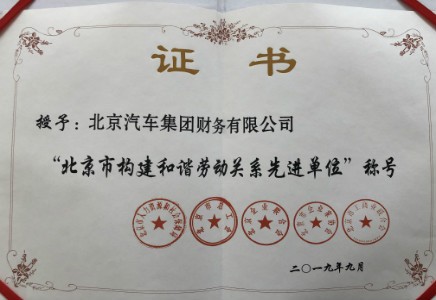 证书
授予：北京汽车集团财务有限公司
“北京市构建和谐劳动关系先进单位”称号
二〇一九年九月